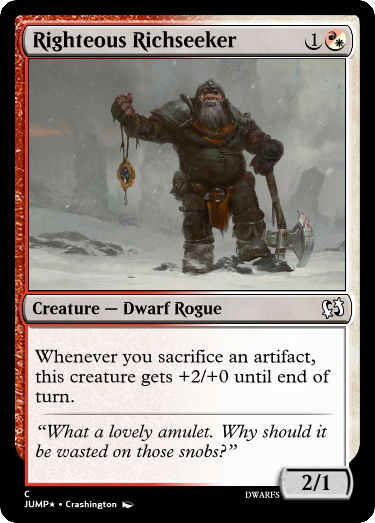 Righteous Richseeker 1
Creature — Dwarf Rogue
Whenever you sacrifice an artifact,
this creature gets +2/+0 until end of
turn.
“What a lovely amulet. Why should it
be wasted on those snobs?”
2/1
C
DWARFS
JUMP★ • Crashington